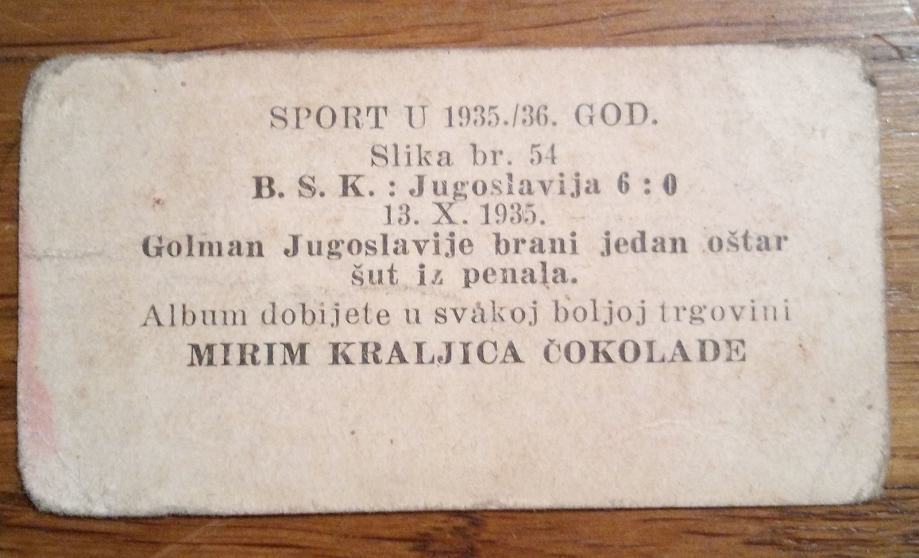 SPORT U 1935./36. GOD.
Slika br. 54
B. S. K. : Jugoslavija 6 : 0
13. X. 1935.
Golman Jugoslavije brani jedan oštar
šut iz penala.
Album dobijete u svakoj boljoj trgovini
MIRIM KRALJICA ČOKOLADE